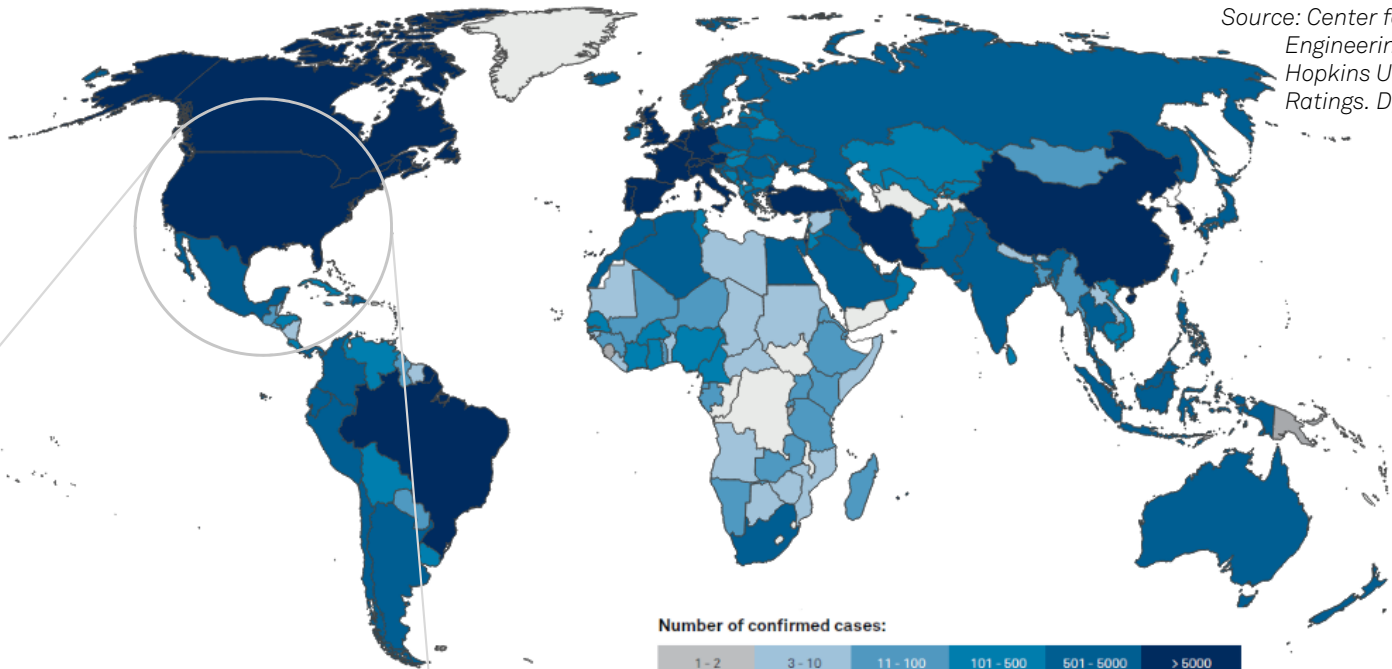 Source: Center fo
Engineerin
Hopkins U
Ratings. D
Number of confirmed cases:
1 - 2 3 - 10 11 - 100 101 - 500 501 - 5000 > 5000